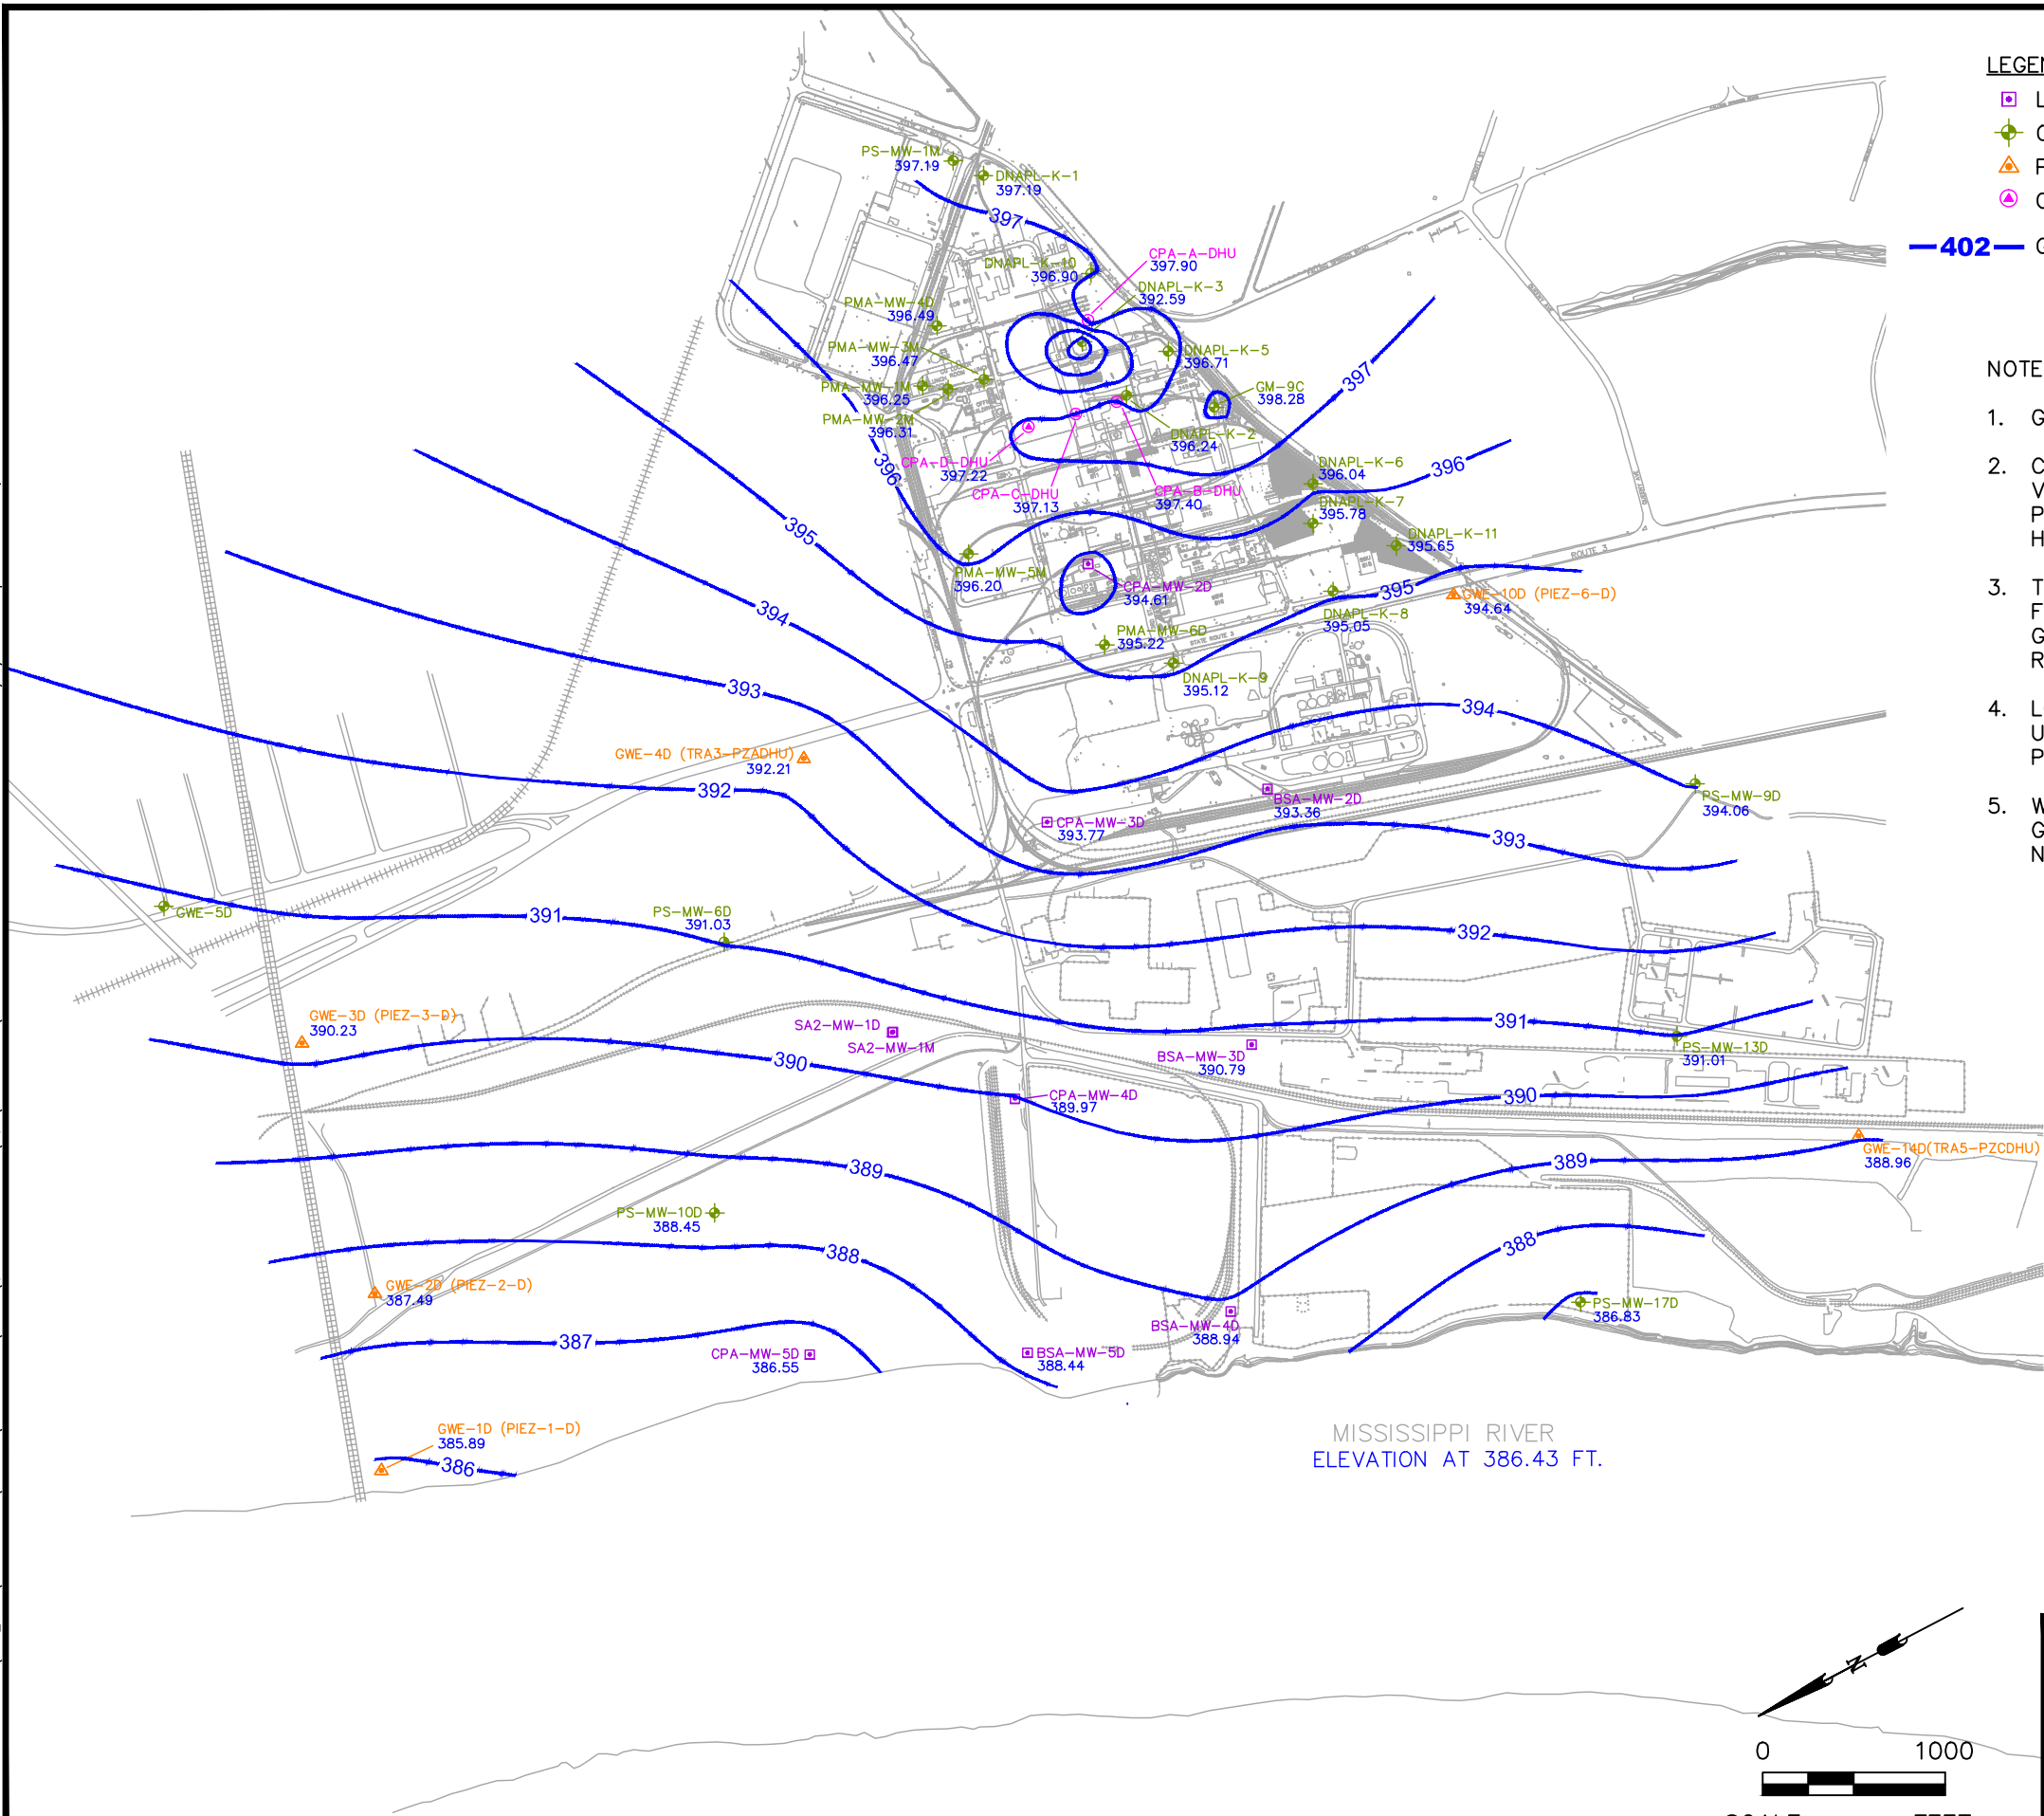 LEGEN
L
C
F
C
402
G
NOTE
1. G
2. C
V
P
H
3. T
F
G
R
4. L
U
P
5. W
G
N
PS-MW-1M
397.19
DNAPL-K-1
397.19
397
DNAPL-K-10
396.90
CPA-A-DHU
397.90
DNAPL-K-3
392.59
PMA-MW-4D
396.49
PMA-MW-3M
396.47
DNAPL-K-5
396.71
PMA-MW-1M
396.25
GM-9C
398.28
397
PMA-MW-2M
396.31
DNAPL-K-2
396.24
396
CPA-D-DHU
397.22
CPA-C-DHU
397.13
CPA-B-DHU
397.40
DNAPL-K-6
396.04
396
DNAPL-K-7
395.78
395
DNAPL-K-11
395.65
ROUTE 3
PMA-MW-5M
396.20
CPA-MW-2D
394.61
395
GWE-10D (PIEZ-6-D)
394.64
DNAPL-K-8
395.05
394
PMA-MW-6D
395.22
STATE ROUTE 3
DNAPL-K-9
395.12
393
394
GWE-4D (TRA3-PZADHU)
392.21
392
BSA-MW-2D
393.36
PS-MW-9D
394.06
CPA-MW-3D
393.77
393
GWE-5D
391
PS-MW-6D
391.03
392
GWE-3D (PIEZ-3-D)
390.23
SA2-MW-1D
SA2-MW-1M
391
BSA-MW-3D
390.79
PS-MW-13D
391.01
390
CPA-MW-4D
389.97
390
GWE-14D(TRA5-PZCDHU)
388.96
389
389
PS-MW-10D
388.45
388
388
GWE-2D (PIEZ-2-D)
387.49
PS-MW-17D
386.83
387
BSA-MW-4D
388.94
CPA-MW-5D
386.55
BSA-MW-5D
388.44
GWE-1D (PIEZ-1-D)
385.89
386
MISSISSIPPI RIVER
ELEVATION AT 386.43 FT.
N
0 1000